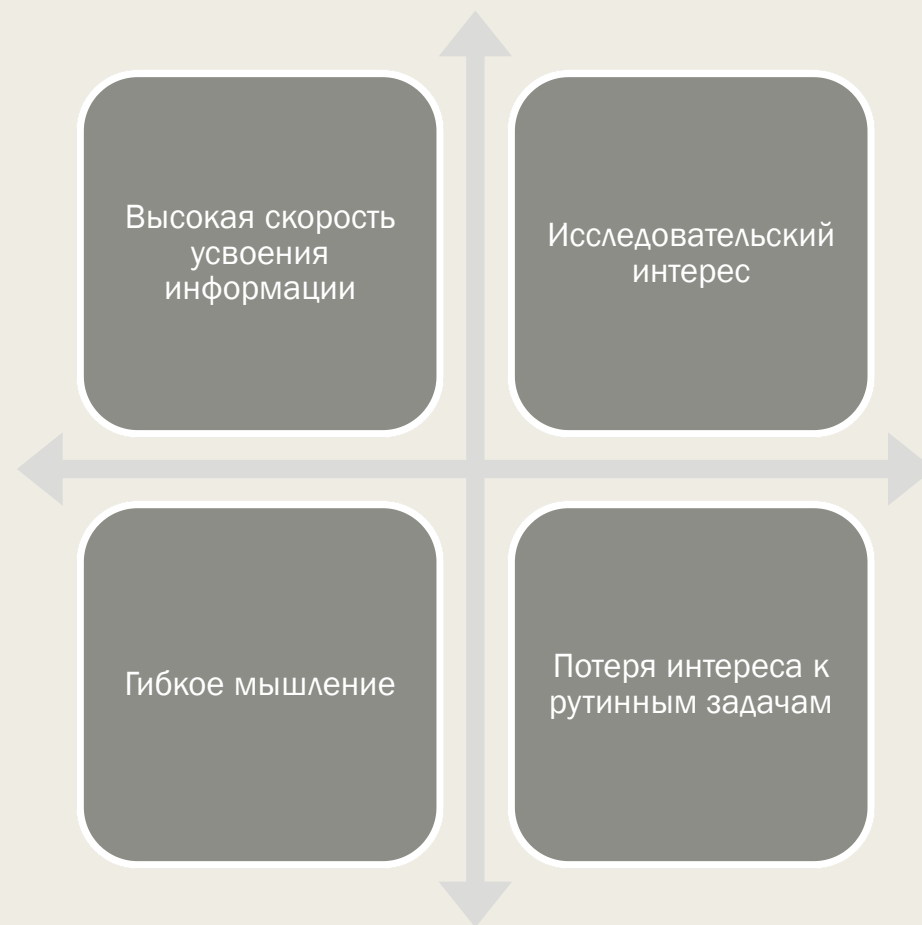 Высокая скорость
усвоения
информации
Исследовательский
интерес
Гибкое мышление
Потеря интереса к
рутинным задачам